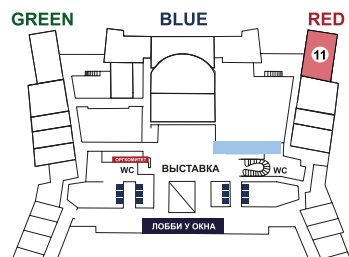 GREEN BLUE RED
11
ОРГКОМИТЕТ
WC ВЫСТАВКА WC
ЛОББИ У ОКНА